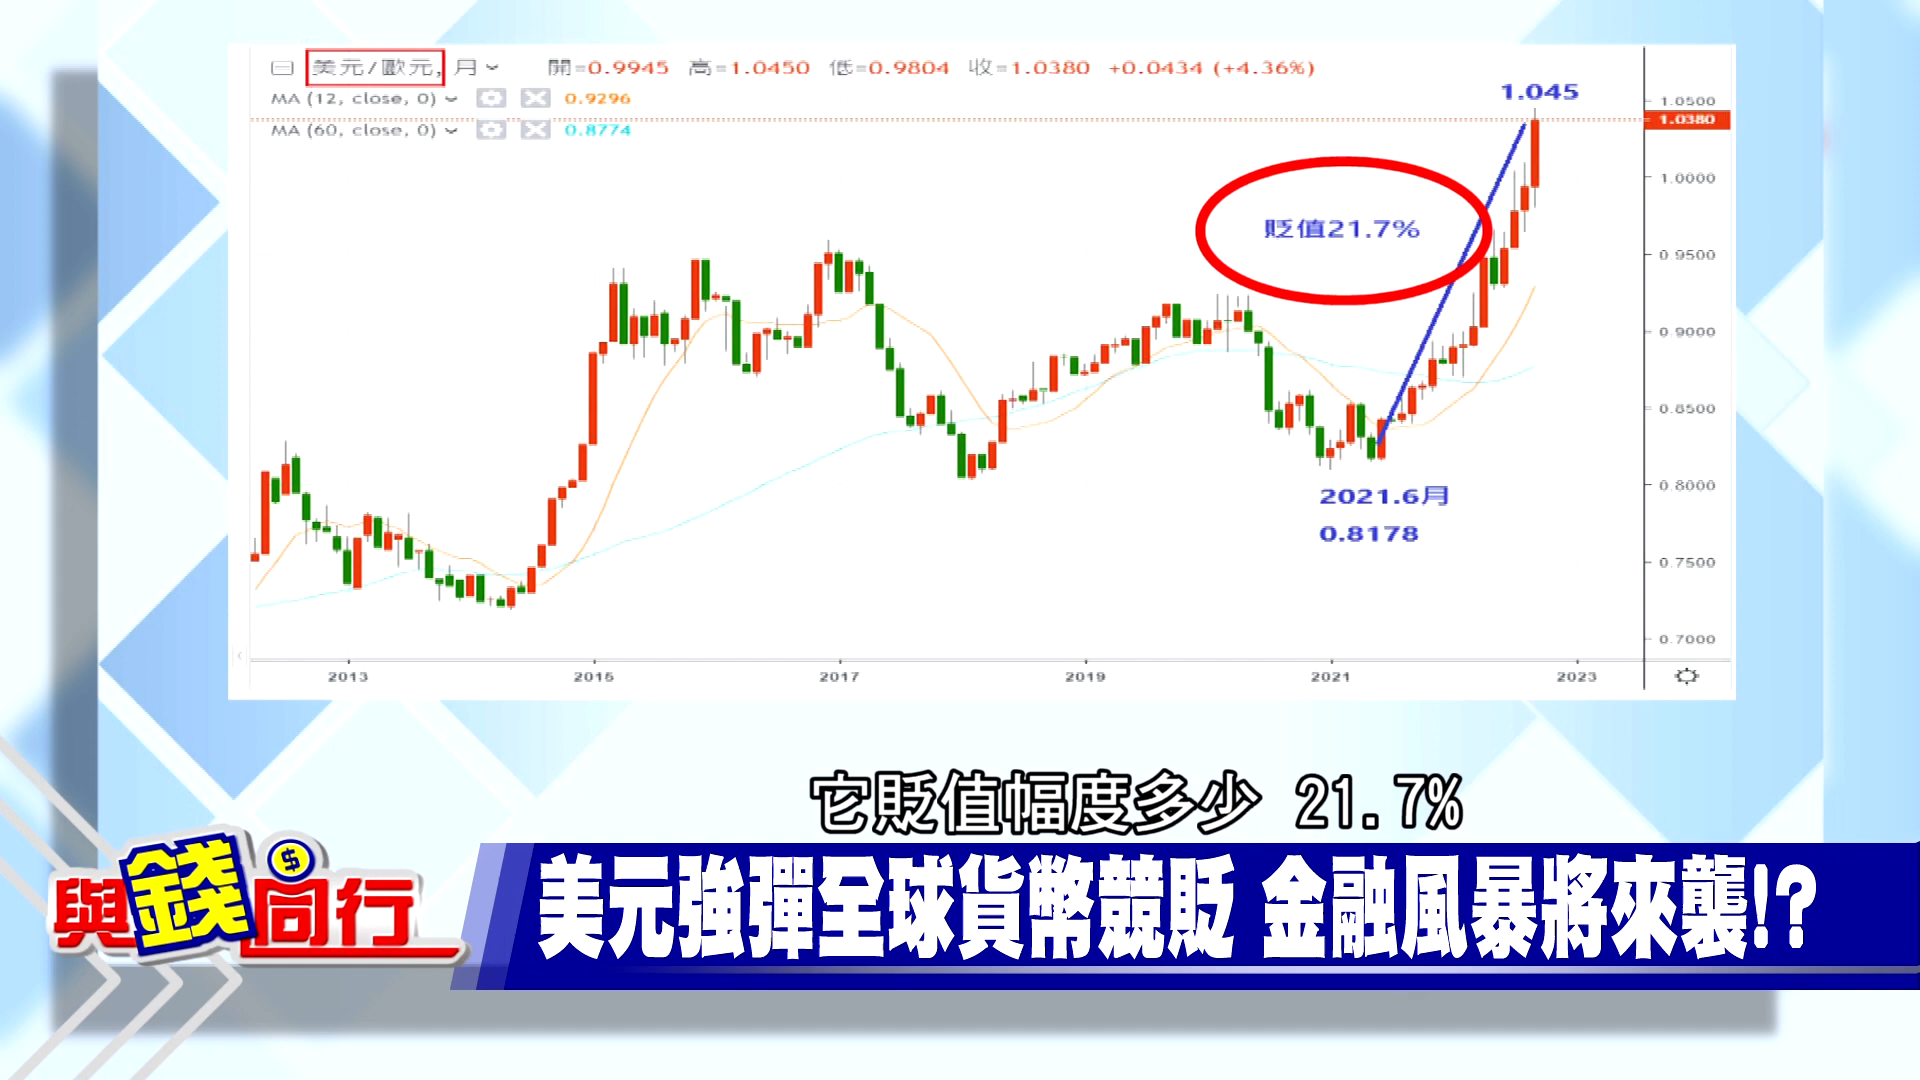 美元/歐元, 月 開=0.9945 高=1.0450 低=0.9804 收=1.0380 +0.0434 (+4.36%)
MA (12, close, 0) 0.9296
MA (60, close, 0) 0.8774
1.045
1.0500
1.0380
1.0000
貶值21.7%
0.9500
0.9000
0.8500
0.8000
2021.6月
0.8178
0.7500
0.7000
2013 2015 2017 2019 2021 2023
它貶值幅度多少 21.7%
與錢同行
美元強彈全球貨幣競貶 金融風暴將來襲!?